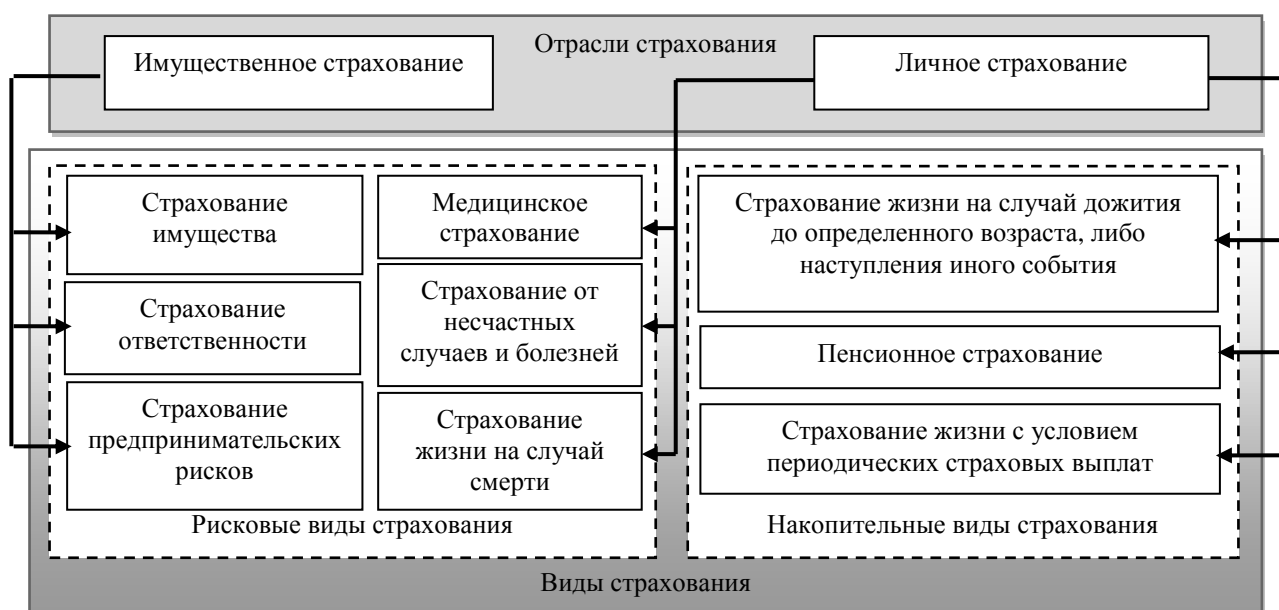 Отрасли страхования
Имущественное страхование
Личное страхование
Страхование
имущества
Страхование
ответственности
Страхование
предпринимательских
рисков
Медицинское
страхование
Страхование от
несчастных
случаев и болезней
Страхование
жизни на случай
смерти
Рисковые виды страхования
Страхование жизни на случай дожития
до определенного возраста, либо
наступления иного события
Пенсионное страхование
Страхование жизни с условием
периодических страховых выплат
Накопительные виды страхования
Виды страхования